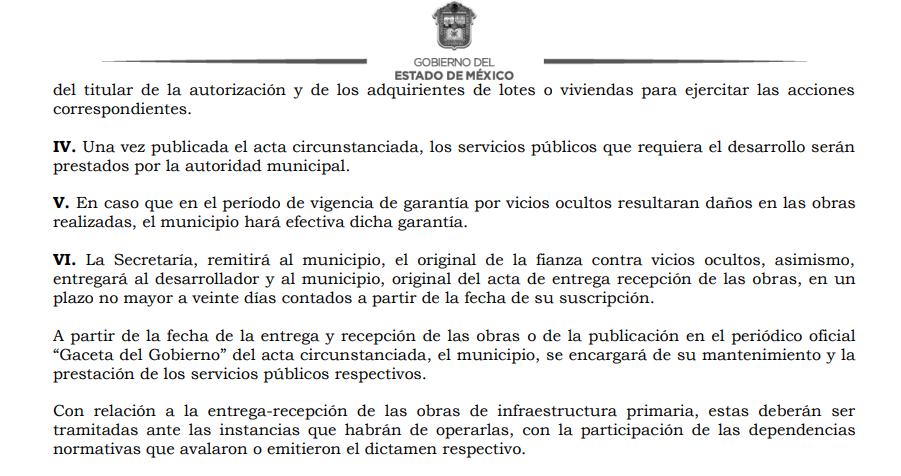 GOBIERNO DEL
ESTADO DE MÉXICO
del titular de la autorización y de los adquirientes de lotes o viviendas para ejercitar las acciones
correspondientes.
IV. Una vez publicada el acta circunstanciada, los servicios públicos que requiera el desarrollo serán
prestados por la autoridad municipal.
V. En caso que en el período de vigencia de garantía por vicios ocultos resultaran daños en las obras
realizadas, el municipio hará efectiva dicha garantía.
VI. La Secretaría, remitirá al municipio, el original de la fianza contra vicios ocultos, asimismo,
entregará al desarrollador y al municipio, original del acta de entrega recepción de las obras, en un
plazo no mayor a veinte días contados a partir de la fecha de su suscripción.
A partir de la fecha de la entrega y recepción de las obras o de la publicación en el periódico oficial
“Gaceta del Gobierno” del acta circunstanciada, el municipio, se encargará de su mantenimiento y la
prestación de los servicios públicos respectivos.
Con relación a la entrega-recepción de las obras de infraestructura primaria, estas deberán ser
tramitadas ante las instancias que habrán de operarlas, con la participación de las dependencias
normativas que avalaron o emitieron el dictamen respectivo.